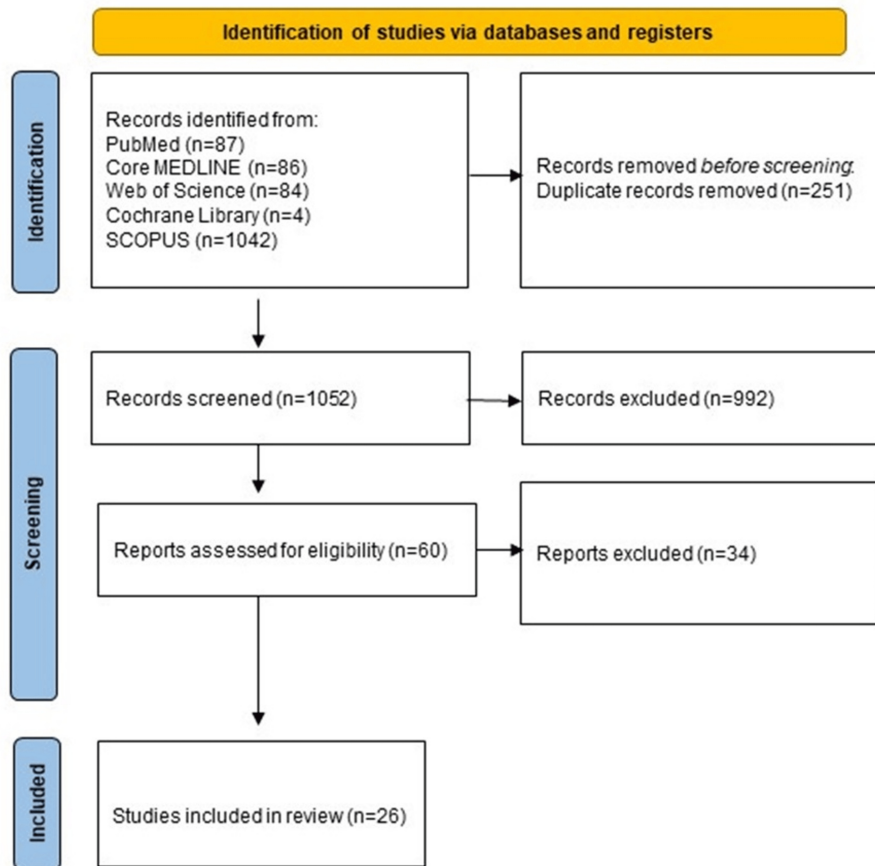 Identification of studies via databases and registers
Identification
Records identified from:
PubMed (n=87)
Core MEDLINE (n=86)
Web of Science (n=84)
Cochrane Library (n=4)
SCOPUS (n=1042)
Records removed before screening:
Duplicate records removed (n=251)
Screening
Records screened (n=1052)
Records excluded (n=992)
Reports assessed for eligibility (n=60)
Reports excluded (n=34)
Included
Studies included in review (n=26)